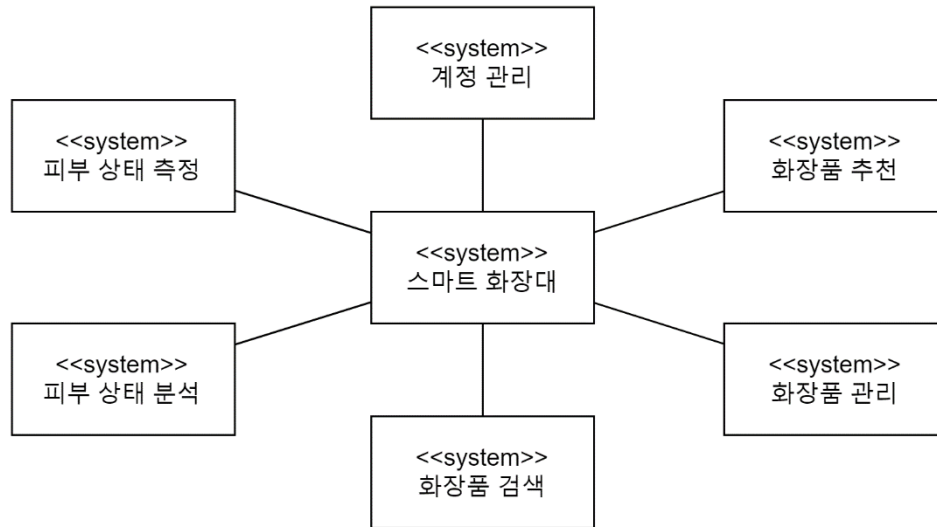 <<system>>
계정 관리
<<system>>
피부 상태 측정
<<system>>
화장품 추천
<<system>>
스마트 화장대
<<system>>
피부 상태 분석
<<system>>
화장품 관리
<<system>>
화장품 검색